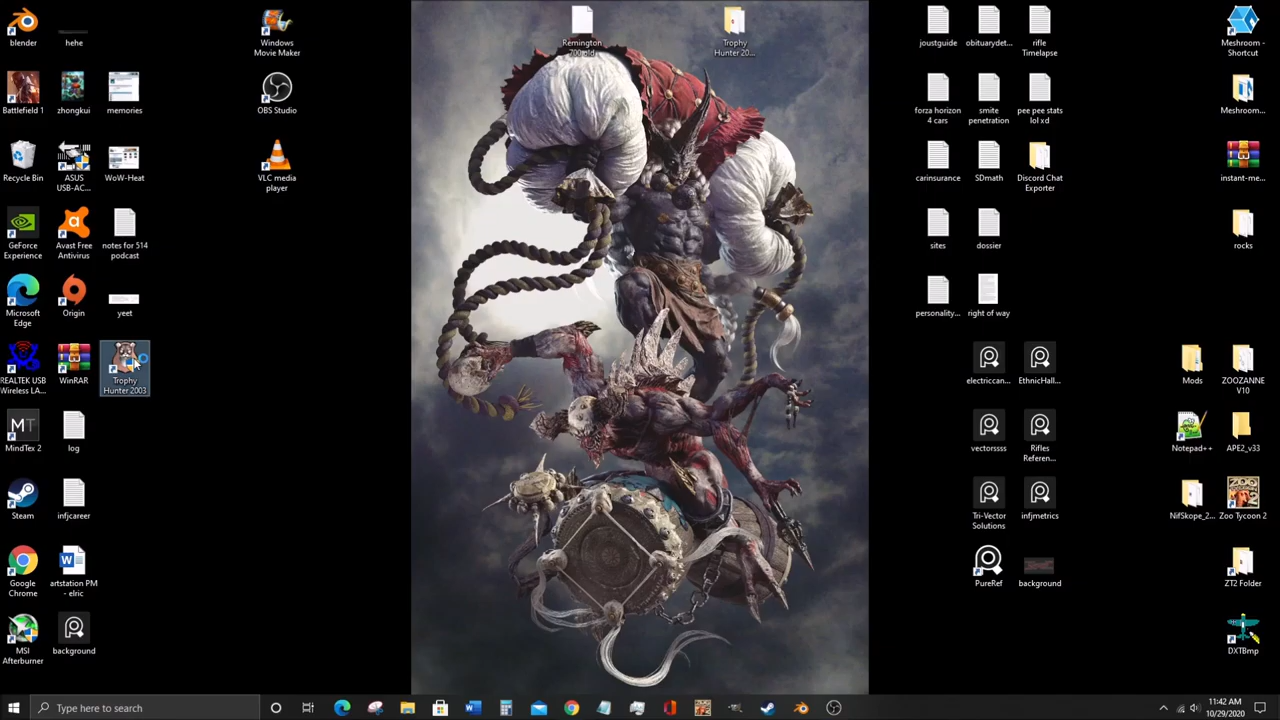 blender
hehe
Windows
Movie Maker
Remington
700.old
Trophy
Hunter 20...
joustguide
obituarydet...
rifle
Timelapse
Meshroom -
Shortcut
Battlefield 1
zhongkui
memories
OBS Studio
forza horizon
4 cars
smite
penetration
pee pee stats
lol xd
Meshroom...
Recycle Bin
ASUS
USB-AC...
WoW-Heat
VLC media
player
carinsurance
SDmath
Discord Chat
Exporter
instant-me...
GeForce
Experience
Avast Free
Antivirus
notes for 514
podcast
sites
dossier
rocks
Microsoft
Edge
Origin
yeet
personality...
right of way
REALTEK USB
Wireless LA...
WinRAR
Trophy
Hunter 2003
electriccan...
EthnicHall...
Mods
ZOOZANNE
V10
MT
MindTex 2
log
vectorssss
Rifles
Referen...
Notepad++
APE2_v33
Steam
infjcareer
Tri-Vector
Solutions
infjmetrics
NifSkope_2...
Zoo Tycoon 2
Google
Chrome
artstation PM
- elric
PureRef
background
ZT2 Folder
MSI
Afterburner
background
DXTBmp
Type here to search
11:42 AM
10/29/2020